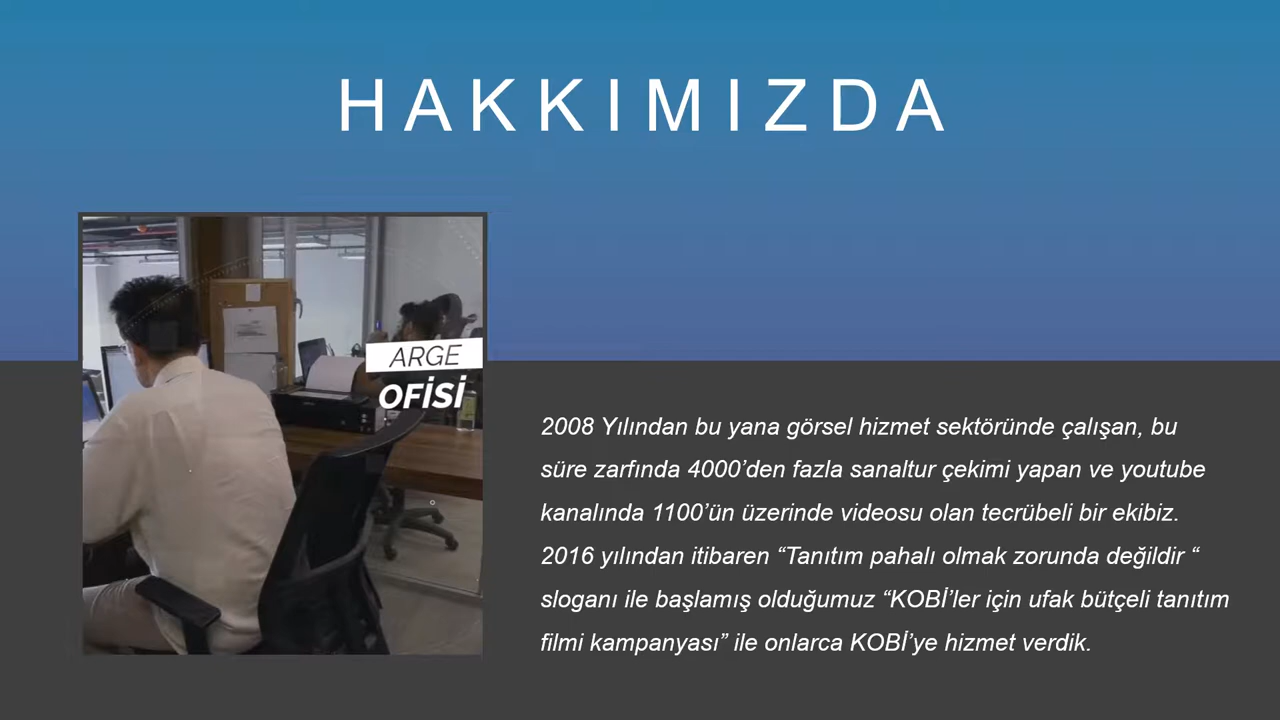 HAKKIMIZDA
ARGE
OFİSİ
2008 Yılından bu yana görsel hizmet sektöründe çalışan, bu
süre zarfında 4000’den fazla sanaltur çekimi yapan ve youtube
kanalında 1100’ün üzerinde videosu olan tecrübeli bir ekibiz.
2016 yılından itibaren “Tanıtım pahalı olmak zorunda değildir “
sloganı ile başlamış olduğumuz “KOBİ’ler için ufak bütçeli tanıtım
filmi kampanyası” ile onlarca KOBİ’ye hizmet verdik.